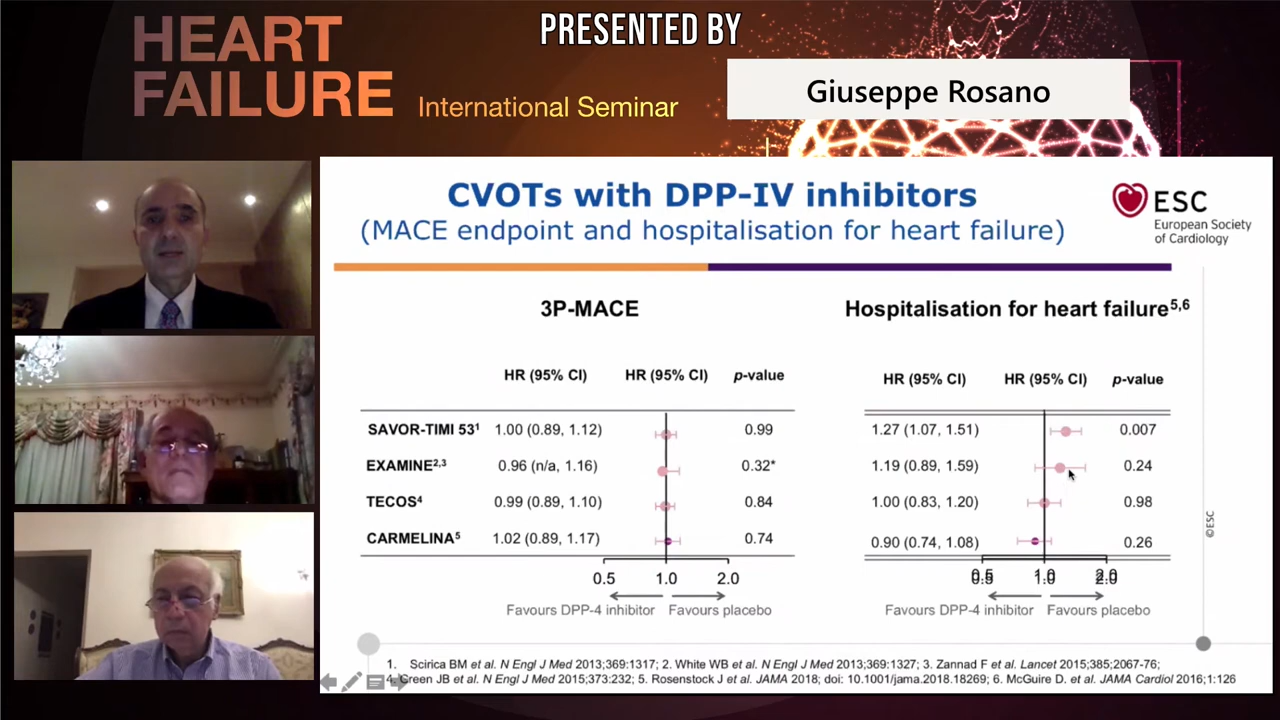 PRESENTED BY
HEART
FAILURE
International Seminar
Giuseppe Rosano
CVOTs with DPP-IV inhibitors
(MACE endpoint and hospitalisation for heart failure)
ESC
European Society
of Cardiology
3P-MACE
HR (95% CI) HR (95% CI) p-value
SAVOR-TIMI 53¹ 1.00 (0.89, 1.12) 0.99
EXAMINE²,³ 0.96 (n/a, 1.16) 0.32*
TECOS⁴ 0.99 (0.89, 1.10) 0.84
CARMELINA⁵ 1.02 (0.89, 1.17) 0.74
0.5 1.0 2.0
Favours DPP-4 inhibitor Favours placebo
Hospitalisation for heart failure⁵,⁶
HR (95% CI) HR (95% CI) p-value
1.27 (1.07, 1.51) 0.007
1.19 (0.89, 1.59) 0.24
1.00 (0.83, 1.20) 0.98
0.90 (0.74, 1.08) 0.26
0.5 1.0 2.0
Favours DPP-4 inhibitor Favours placebo
©ESC
1. Scirica BM et al. N Engl J Med 2013;369:1317; 2. White WB et al. N Engl J Med 2013;369:1327; 3. Zannad F et al. Lancet 2015;385:2067-76;
4. Green JB et al. N Engl J Med 2015;373:232; 5. Rosenstock J et al. JAMA 2018; doi: 10.1001/jama.2018.18269; 6. McGuire D. et al. JAMA Cardiol 2016;1:126